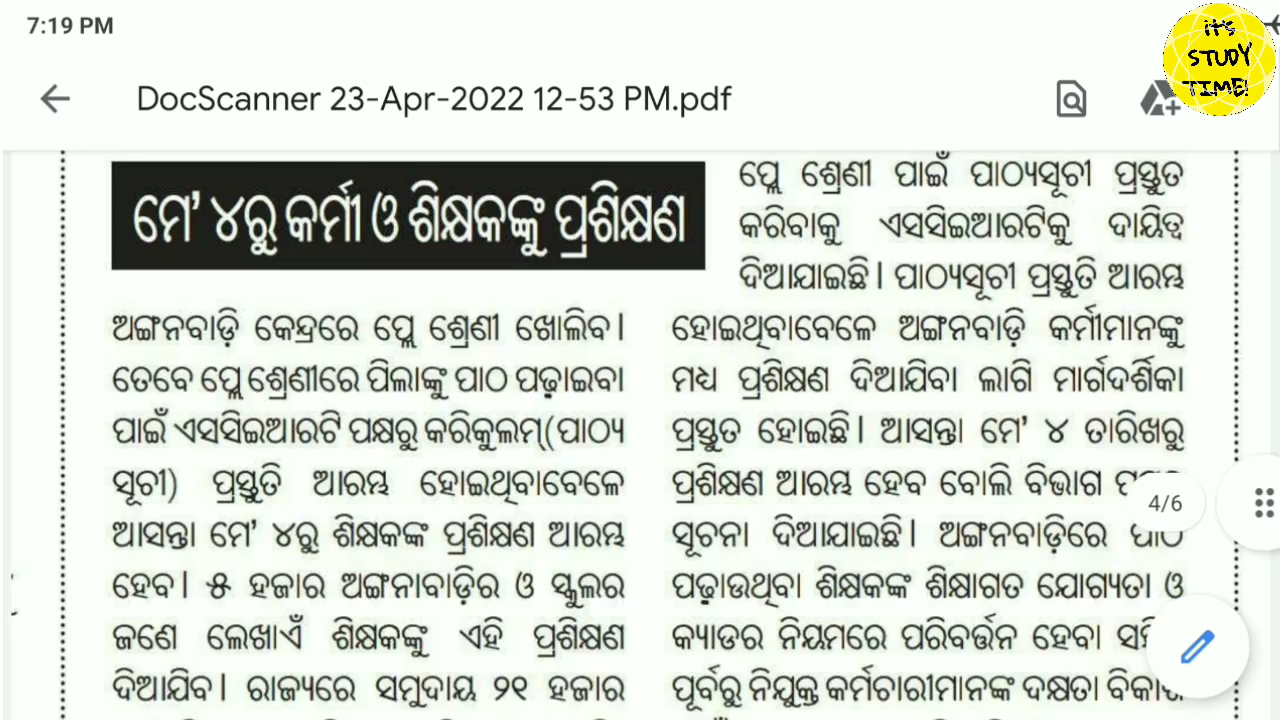 7:19 PM
IT'S
STUDY
TIME!
DocScanner 23-Apr-2022 12-53 PM.pdf
ମେ' ୪ରୁ କର୍ମୀ ଓ ଶିକ୍ଷକଙ୍କୁ ପ୍ରଶିକ୍ଷଣ
ଅଙ୍ଗନବାଡ଼ି କେନ୍ଦ୍ରରେ ପ୍ଲେ ଶ୍ରେଣୀ ଖୋଲିବ।
ତେବେ ପ୍ଲେ ଶ୍ରେଣୀରେ ପିଲାଙ୍କୁ ପାଠ ପଢ଼ାଇବା
ପାଇଁ ଏସସିଇଆରଟି ପକ୍ଷରୁ କରିକୁଲମ୍(ପାଠ୍ୟ
ସୂଚୀ) ପ୍ରସ୍ତୁତି ଆରମ୍ଭ ହୋଇଥିବାବେଳେ
ଆସନ୍ତା ମେ' ୪ରୁ ଶିକ୍ଷକଙ୍କ ପ୍ରଶିକ୍ଷଣ ଆରମ୍ଭ
ହେବ। ୫ ହଜାର ଅଙ୍ଗନାବାଡ଼ିର ଓ ସ୍କୁଲର
ଜଣେ ଲେଖାଏଁ ଶିକ୍ଷକଙ୍କୁ ଏହି ପ୍ରଶିକ୍ଷଣ
ଦିଆଯିବ। ରାଜ୍ୟରେ ସମୁଦାୟ ୨୧ ହଜାର
ପ୍ଲେ ଶ୍ରେଣୀ ପାଇଁ ପାଠ୍ୟସୂଚୀ ପ୍ରସ୍ତୁତ
କରିବାକୁ ଏସସିଇଆରଟିକୁ ଦାୟିତ୍ୱ
ଦିଆଯାଇଛି। ପାଠ୍ୟସୂଚୀ ପ୍ରସ୍ତୁତି ଆରମ୍ଭ
ହୋଇଥିବାବେଳେ ଅଙ୍ଗନବାଡ଼ି କର୍ମୀମାନଙ୍କୁ
ମଧ୍ୟ ପ୍ରଶିକ୍ଷଣ ଦିଆଯିବା ଲାଗି ମାର୍ଗଦର୍ଶିକା
ପ୍ରସ୍ତୁତ ହୋଇଛି। ଆସନ୍ତା ମେ' ୪ ତାରିଖରୁ
ପ୍ରଶିକ୍ଷଣ ଆରମ୍ଭ ହେବ ବୋଲି ବିଭାଗ
ସୂଚନା ଦିଆଯାଇଛି। ଅଙ୍ଗନବାଡ଼ିରେ ପାଠ
ପଢ଼ାଉଥିବା ଶିକ୍ଷକଙ୍କ ଶିକ୍ଷାଗତ ଯୋଗ୍ୟତା ଓ
କ୍ୟାଡର ନିୟମରେ ପରିବର୍ତ୍ତନ ହେବା
ପୂର୍ବରୁ ନିଯୁକ୍ତ କର୍ମଚାରୀମାନଙ୍କ ଦକ୍ଷତା ବିକାଶ
4/6